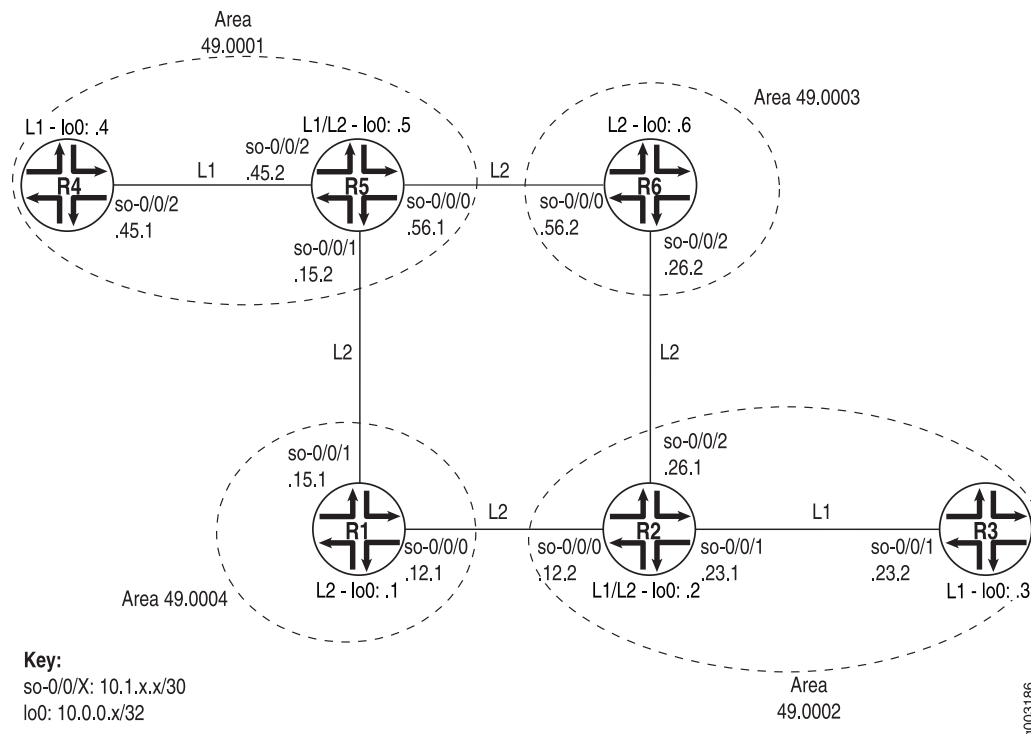 Area
49.0001
Area 49.0003
L1 - lo0: .4
L1/L2 - lo0: .5
L2 - lo0: .6
R4
R5
R6
L1
L2
so-0/0/2
.45.2
so-0/0/2
.45.1
so-0/0/0
.56.1
so-0/0/0
.56.2
so-0/0/1
.15.2
so-0/0/2
.26.2
L2
L2
so-0/0/1
.15.1
so-0/0/2
.26.1
R1
R2
R3
L2
L1
so-0/0/0
.12.1
so-0/0/0
.12.2
so-0/0/1
.23.1
so-0/0/1
.23.2
L2 - lo0: .1
L1/L2 - lo0: .2
L1 - lo0: .3
Area 49.0004
Area
49.0002
Key:
so-0/0/X: 10.1.x.x/30
lo0: 10.0.0.x/32
g003186